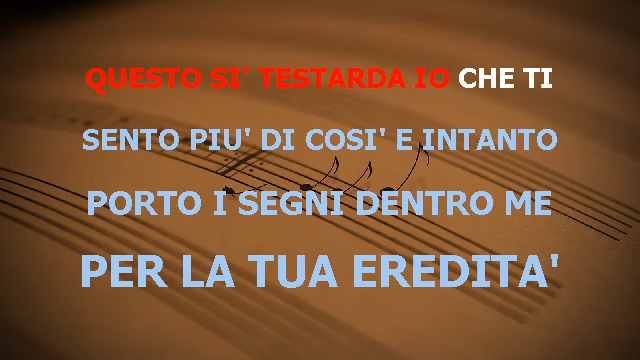 QUESTO SI' TESTARDA IO CHE TI
SENTO PIU' DI COSI' E INTANTO
PORTO I SEGNI DENTRO ME
PER LA TUA EREDITA'